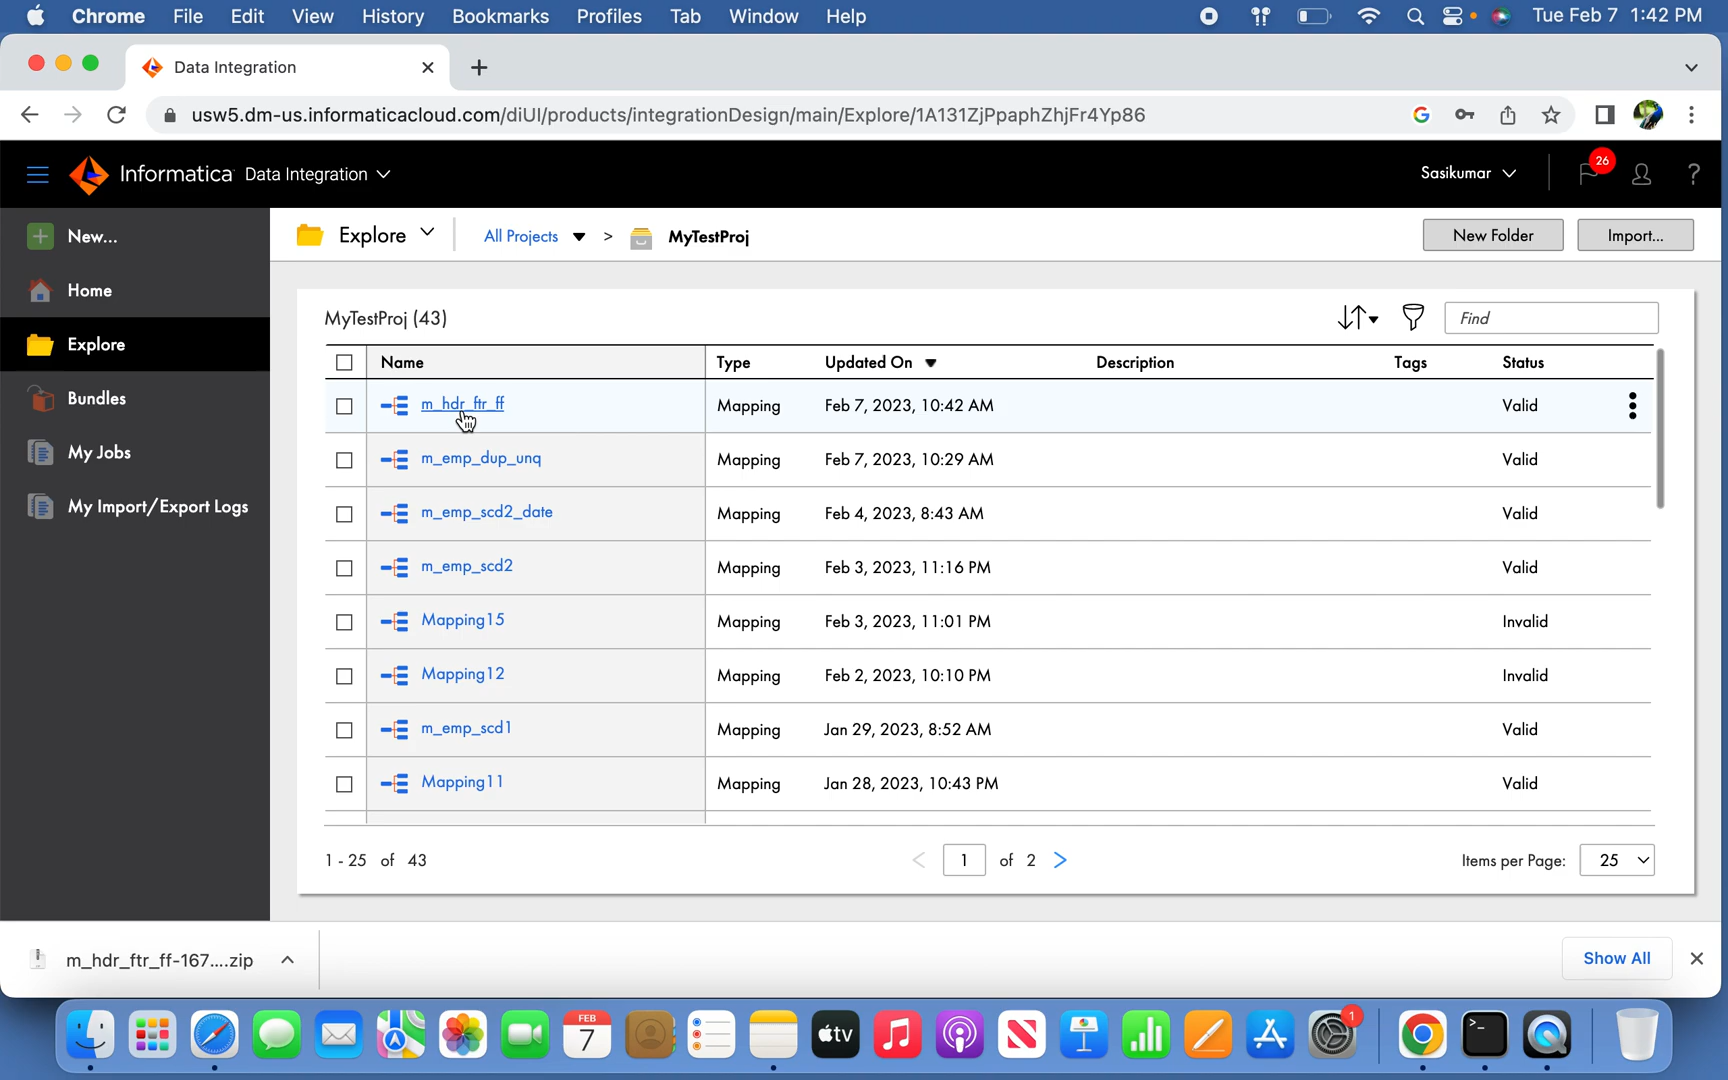 Chrome File Edit View History Bookmarks Profiles Tab Window Help Tue Feb 7 1:42 PM
Data Integration
usw5.dm-us.informaticacloud.com/diUI/products/integrationDesign/main/Explore/1A131ZjPpaphZhjFr4Yp86
Informatica Data Integration Sasikumar 26 ?
New...
Home
Explore
Bundles
My Jobs
My Import/Export Logs
Explore All Projects > MyTestProj New Folder Import...
MyTestProj (43) Find
Name Type Updated On Description Tags Status
m_hdr_ftr_ff Mapping Feb 7, 2023, 10:42 AM Valid
m_emp_dup_unq Mapping Feb 7, 2023, 10:29 AM Valid
m_emp_scd2_date Mapping Feb 4, 2023, 8:43 AM Valid
m_emp_scd2 Mapping Feb 3, 2023, 11:16 PM Valid
Mapping15 Mapping Feb 3, 2023, 11:01 PM Invalid
Mapping12 Mapping Feb 2, 2023, 10:10 PM Invalid
m_emp_scd1 Mapping Jan 29, 2023, 8:52 AM Valid
Mapping11 Mapping Jan 28, 2023, 10:43 PM Valid
1 - 25 of 43 1 of 2 Items per Page: 25
m_hdr_ftr_ff-167....zip Show All
FEB
7
tv
1